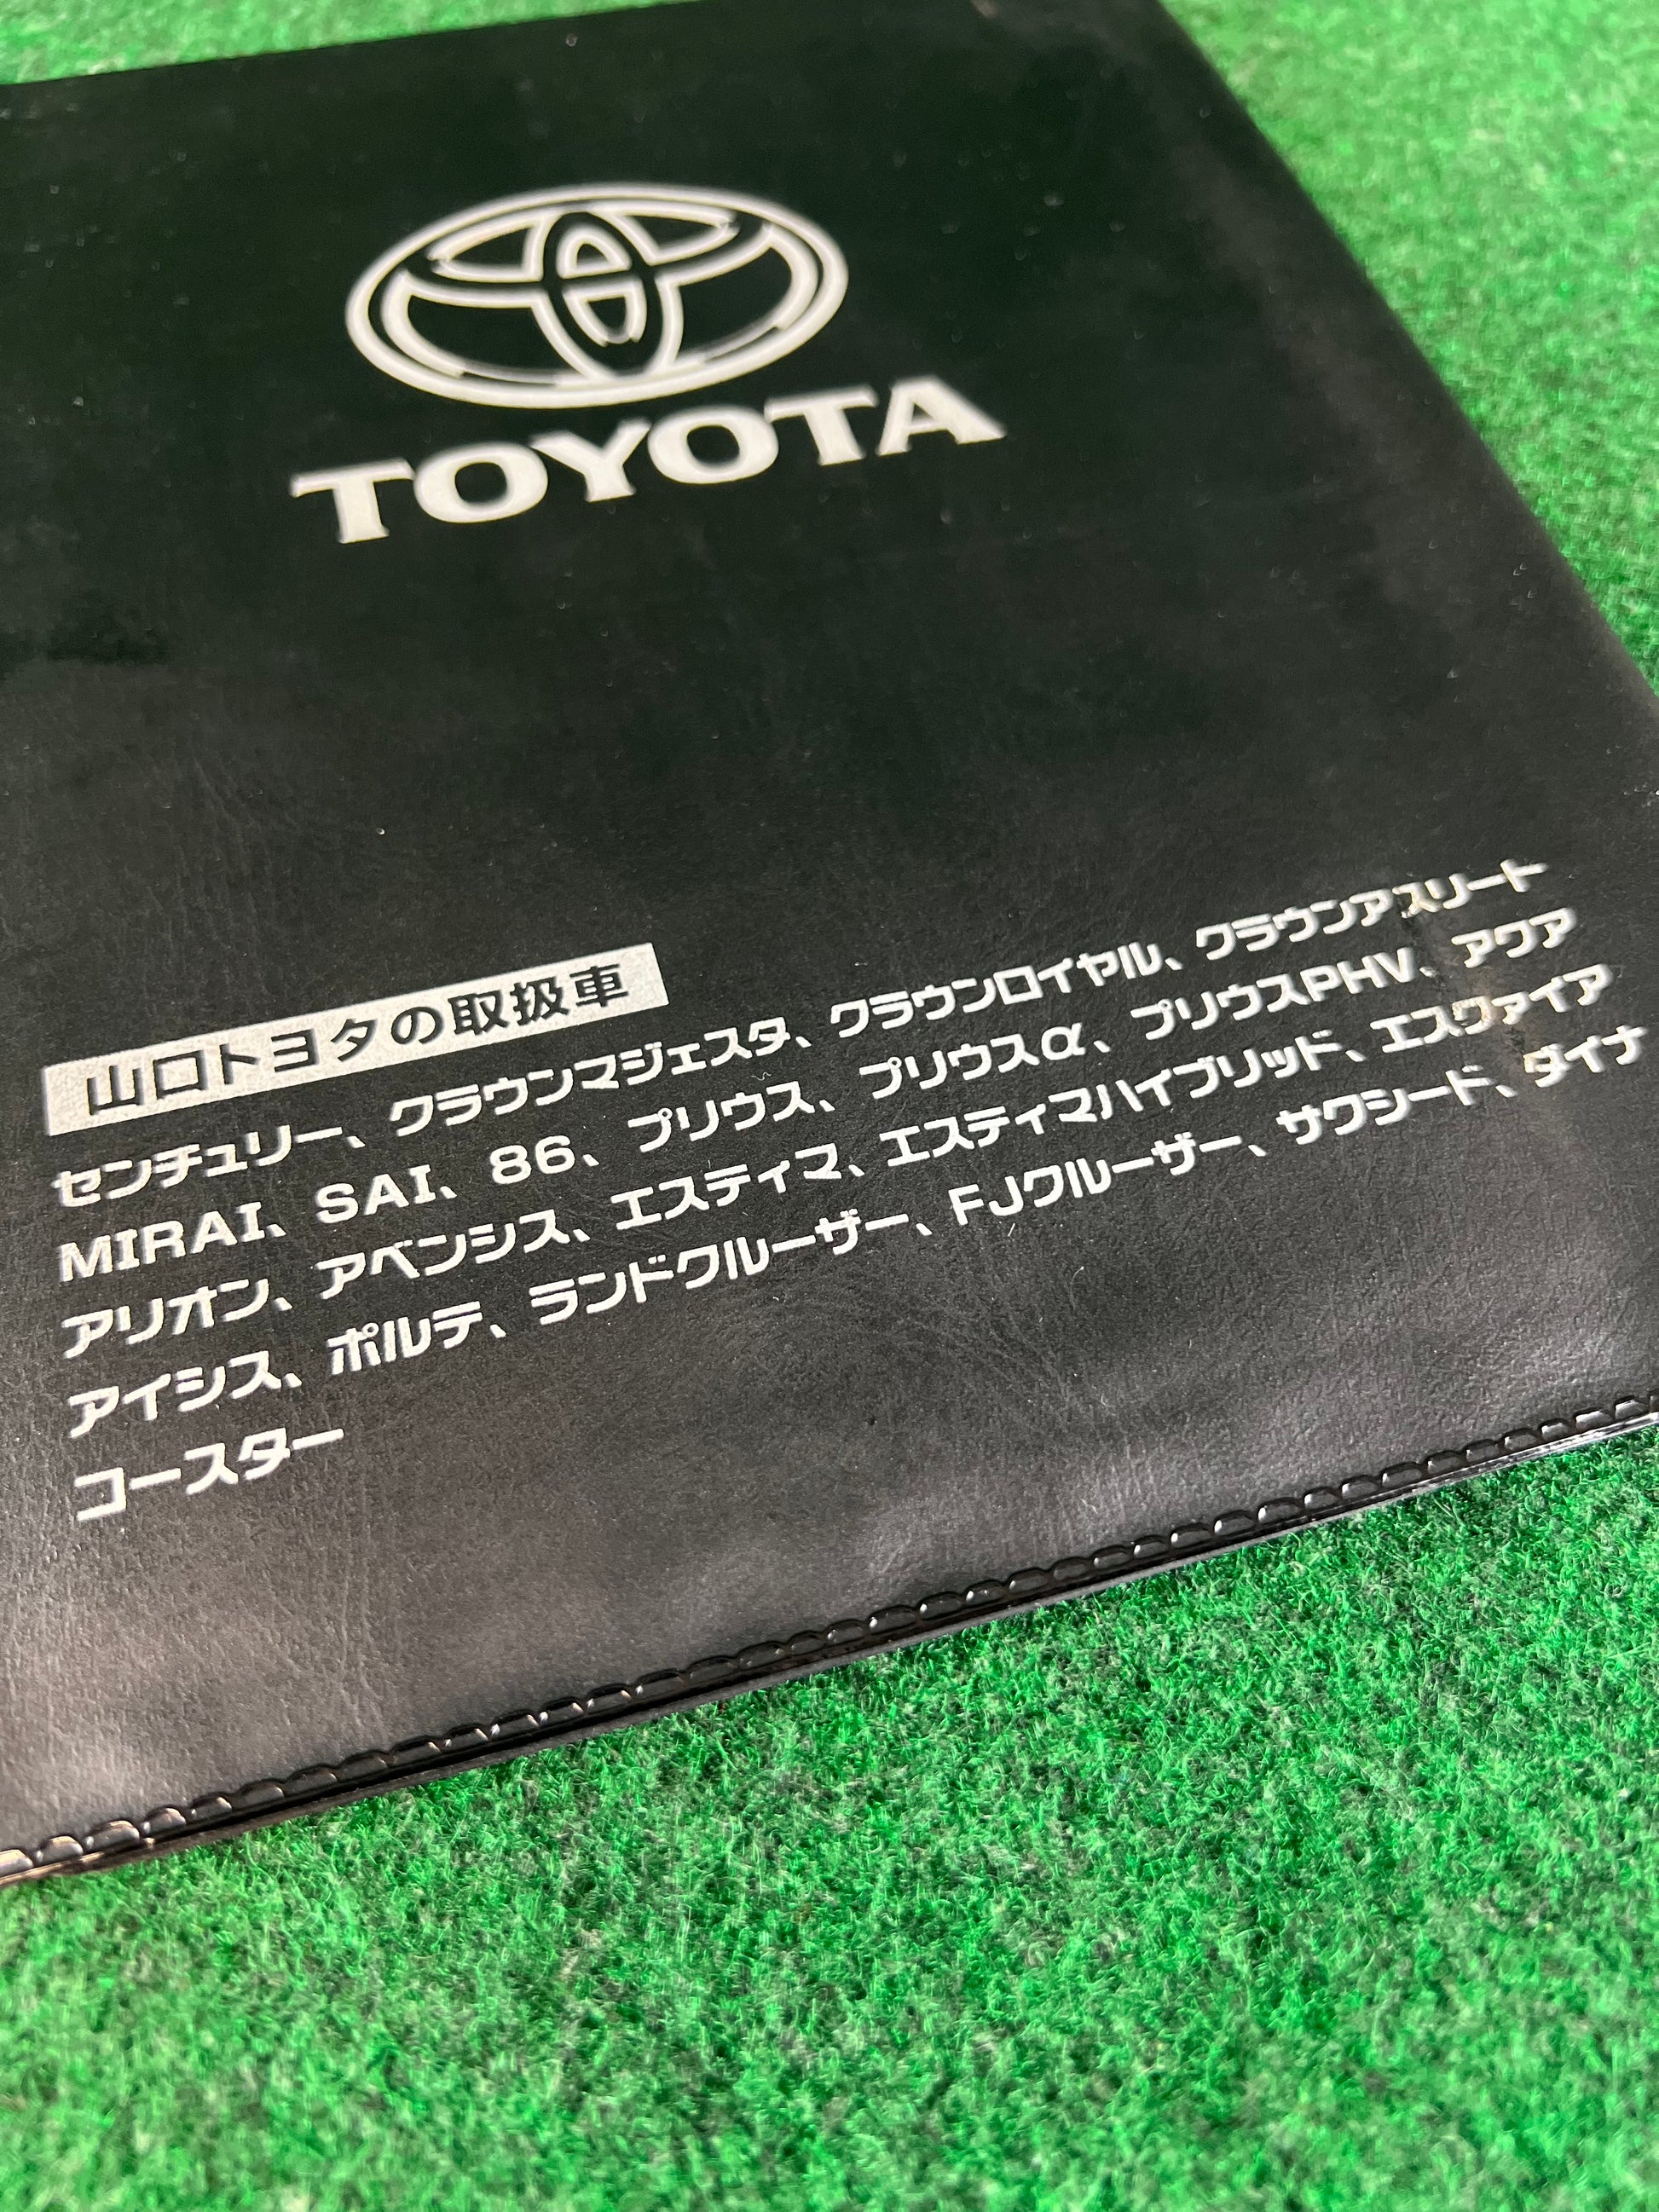 TOYOTA
山口トヨタの取扱車
センチュリー、クラウンマジェスタ、クラウンロイヤル、クラウンアスリート
MIRAI、SAI、86、プリウス、プリウスα、プリウスPHV、アクア
アリオン、アベンシス、エスティマ、エスティマハイブリッド、エスクァイア
アイシス、ポルテ、ランドクルーザー、FJクルーザー、サクシード、ダイナ
コースター